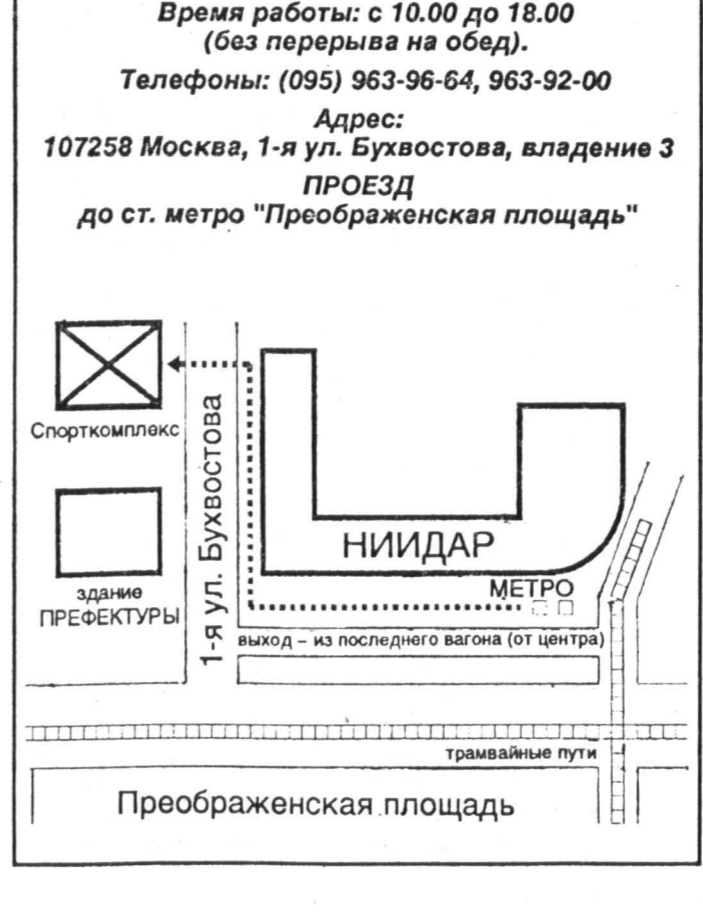 Время работы: с 10.00 до 18.00
(без перерыва на обед).
Телефоны: (095) 963-96-64, 963-92-00
Адрес:
107258 Москва, 1-я ул. Бухвостова, владение 3
ПРОЕЗД
до ст. метро "Преображенская площадь"
Спорткомплекс
1-я ул. Бухвостова
НИИДАР
здание
ПРЕФЕКТУРЫ
МЕТРО
выход – из последнего вагона (от центра)
трамвайные пути
Преображенская площадь